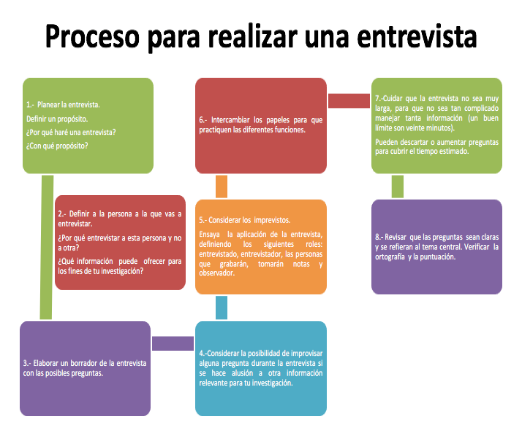 Proceso para realizar una entrevista
1.- Planear la entrevista.
Definir un propósito.
¿Por qué haré una entrevista?
¿Con qué propósito?
2.- Definir a la persona a la que vas a
entrevistar.
¿Por qué entrevistar a esta persona y no
a otra?
¿Qué información puede ofrecer para
los fines de tu investigación?
3.- Elaborar un borrador de la entrevista
con las posibles preguntas.
4.-Considerar la posibilidad de improvisar
alguna pregunta durante la entrevista si
se hace alusión a otra información
relevante para tu investigación.
5.- Considerar los imprevistos.
Ensaya la aplicación de la entrevista,
definiendo los siguientes roles:
entrevistado, entrevistador, las personas
que grabarán, tomarán notas y
observador.
6.- Intercambiar los papeles para que
practiquen las diferentes funciones.
7.-Cuidar que la entrevista no sea muy
larga, para que no sea tan complicado
manejar tanta información (un buen
límite son veinte minutos).
Pueden descartar o aumentar preguntas
para cubrir el tiempo estimado.
8.- Revisar que las preguntas sean claras
y se refieran al tema central. Verificar la
ortografía y la puntuación.